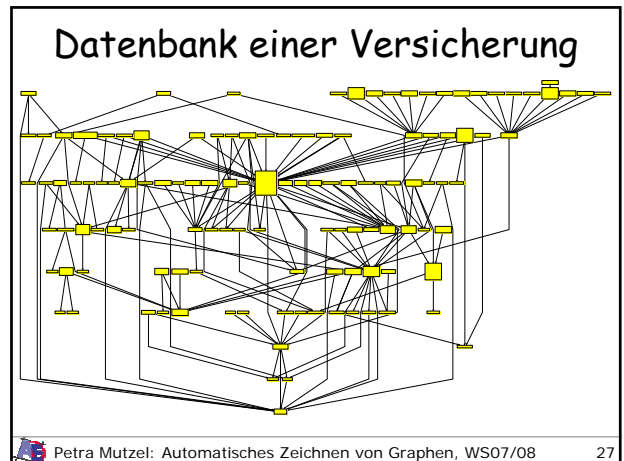 Datenbank einer Versicherung
Petra Mutzel: Automatisches Zeichnen von Graphen, WS07/08 27